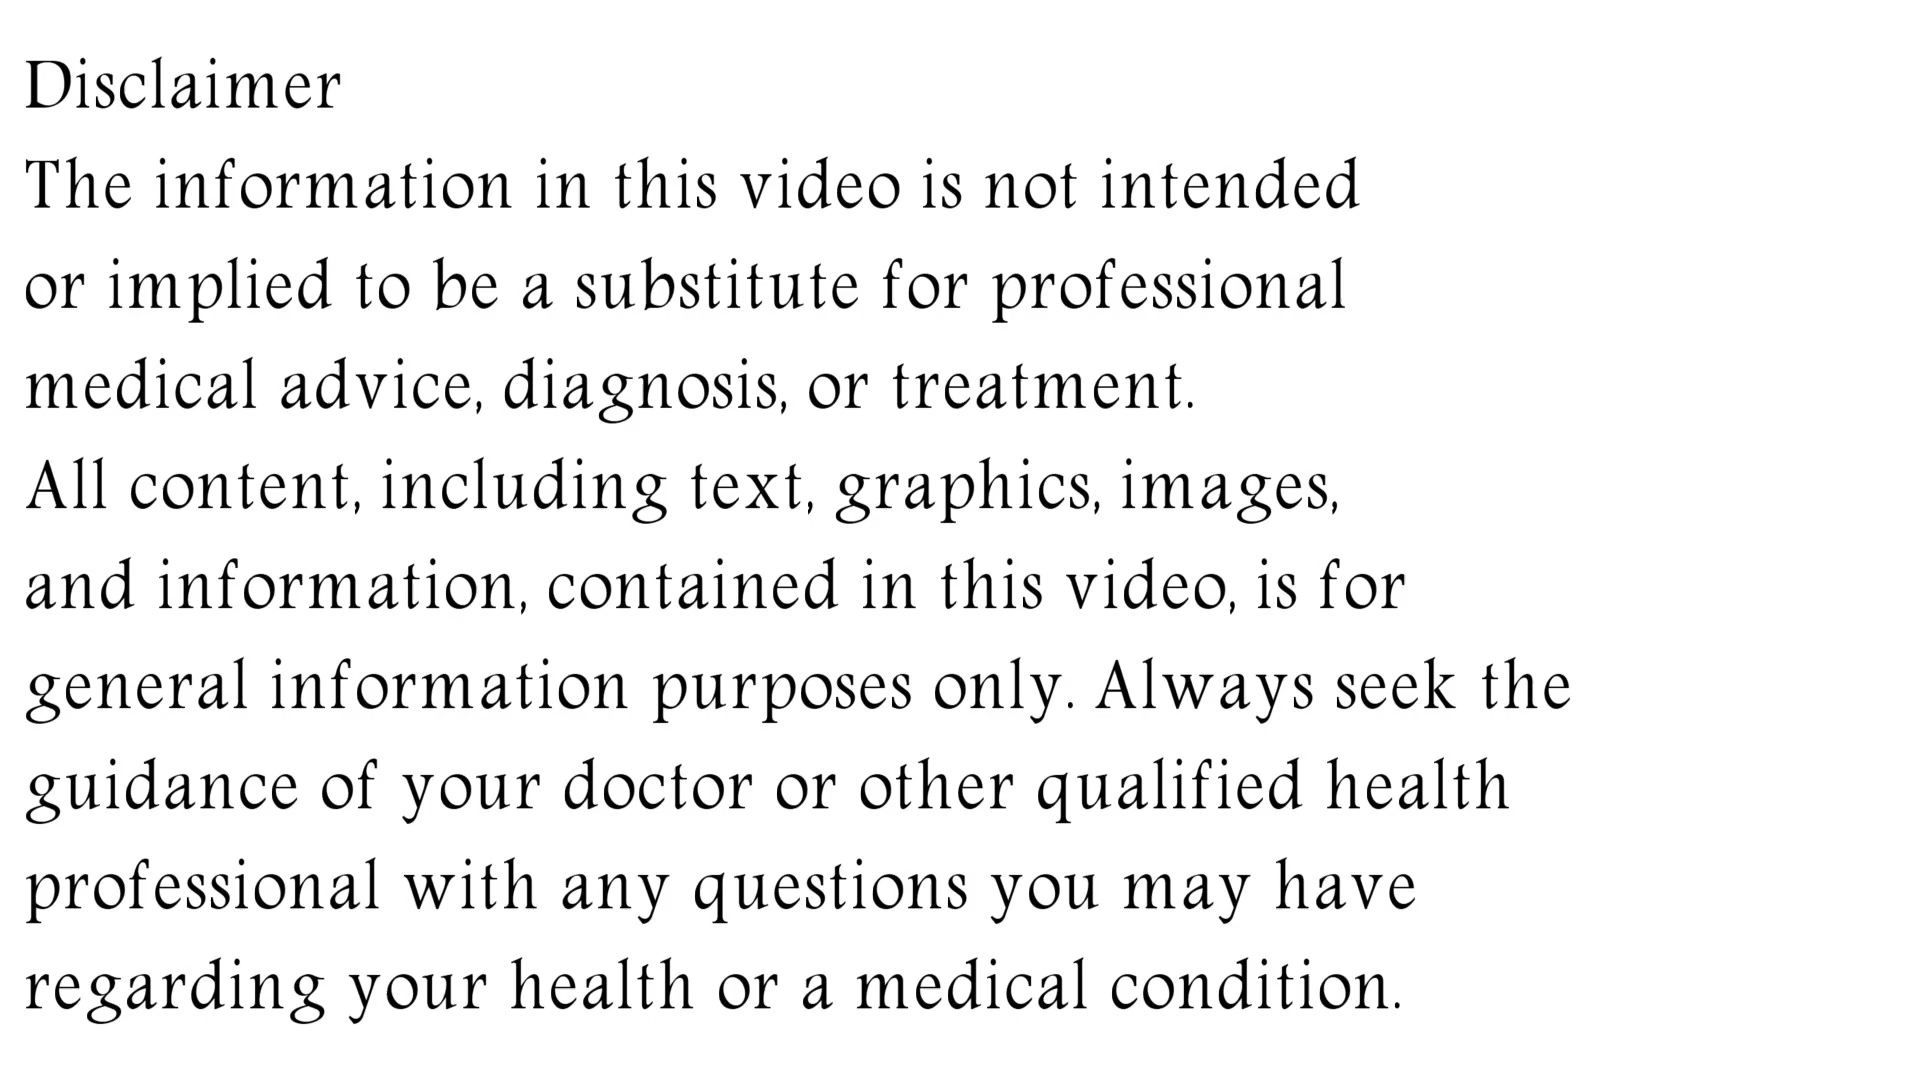 Disclaimer
The information in this video is not intended
or implied to be a substitute for professional
medical advice, diagnosis, or treatment.
All content, including text, graphics, images,
and information, contained in this video, is for
general information purposes only. Always seek the
guidance of your doctor or other qualified health
professional with any questions you may have
regarding your health or a medical condition.